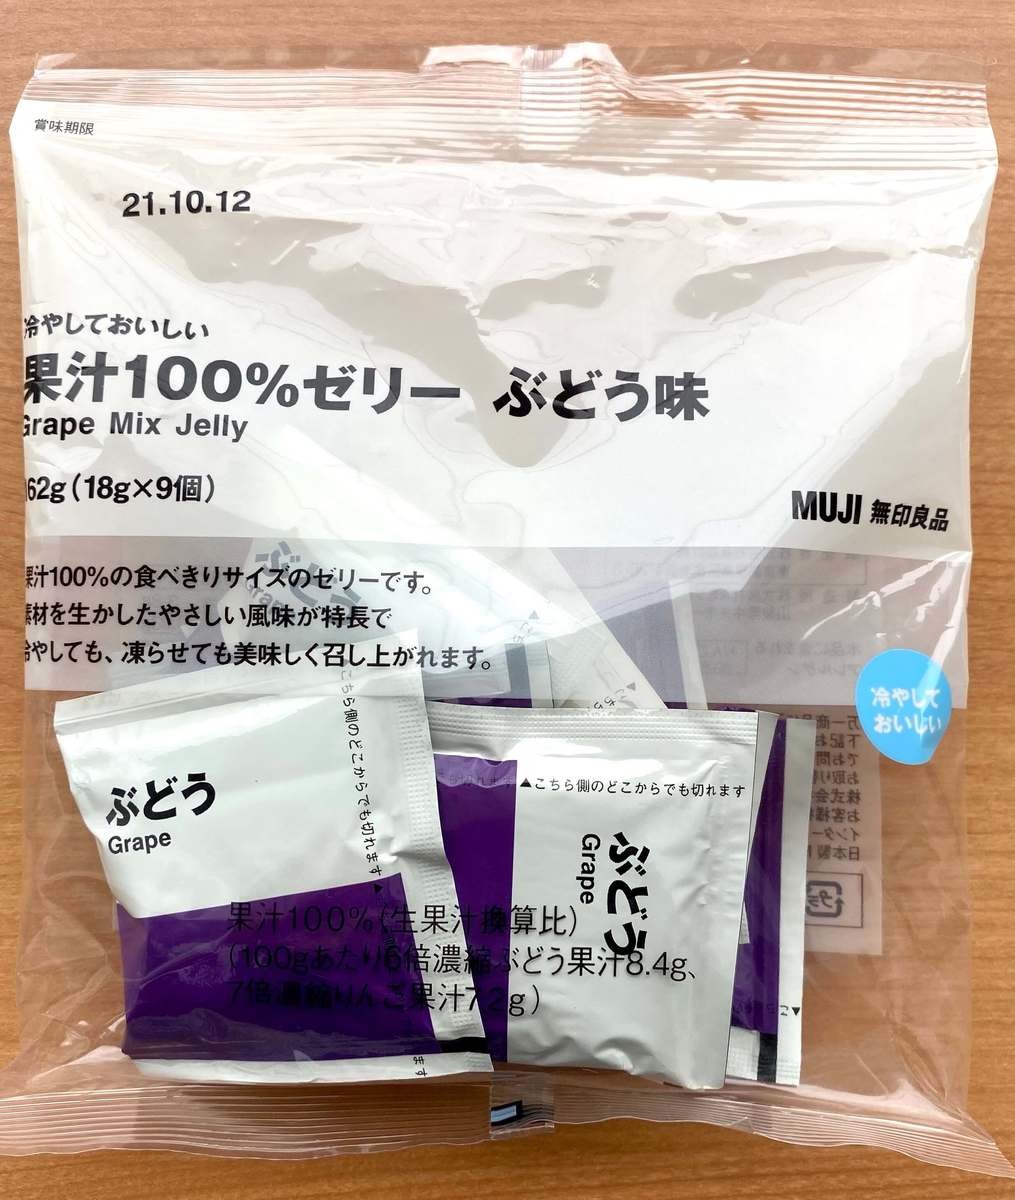 賞味期限
21.10.12
冷やしておいしい
果汁100%ゼリー ぶどう味
Grape Mix Jelly
162g(18g×9個)
MUJI 無印良品
果汁100%の食べきりサイズのゼリーです。
素材を生かしたやさしい風味が特長で
冷やしても、凍らせても美味しく召し上がれます。
冷やして
おいしい
ぶどう
Grape
▲こちら側のどこからでも切れます▲
▲こちら側のどこからでも切れます
ぶどう
Grape
果汁100%(生果汁換算比)
(100gあたり6倍濃縮ぶどう果汁8.4g、
7倍濃縮りんご果汁7.2g)